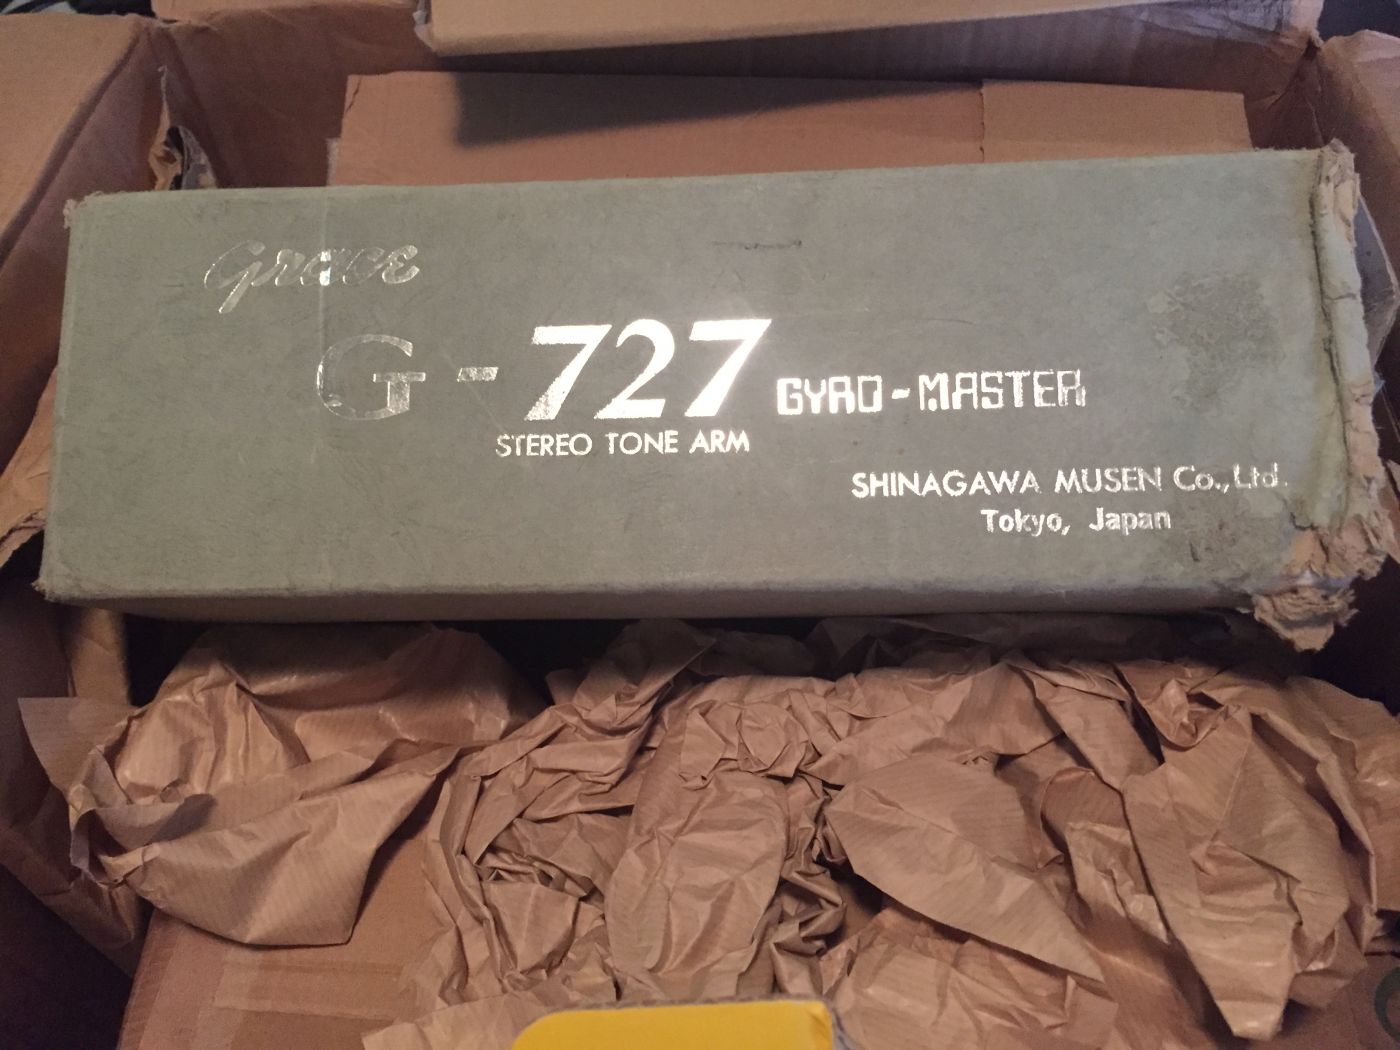 Grace
G-727 GYRO-MASTER
STEREO TONE ARM
SHINAGAWA MUSEN Co., Ltd.
Tokyo, Japan